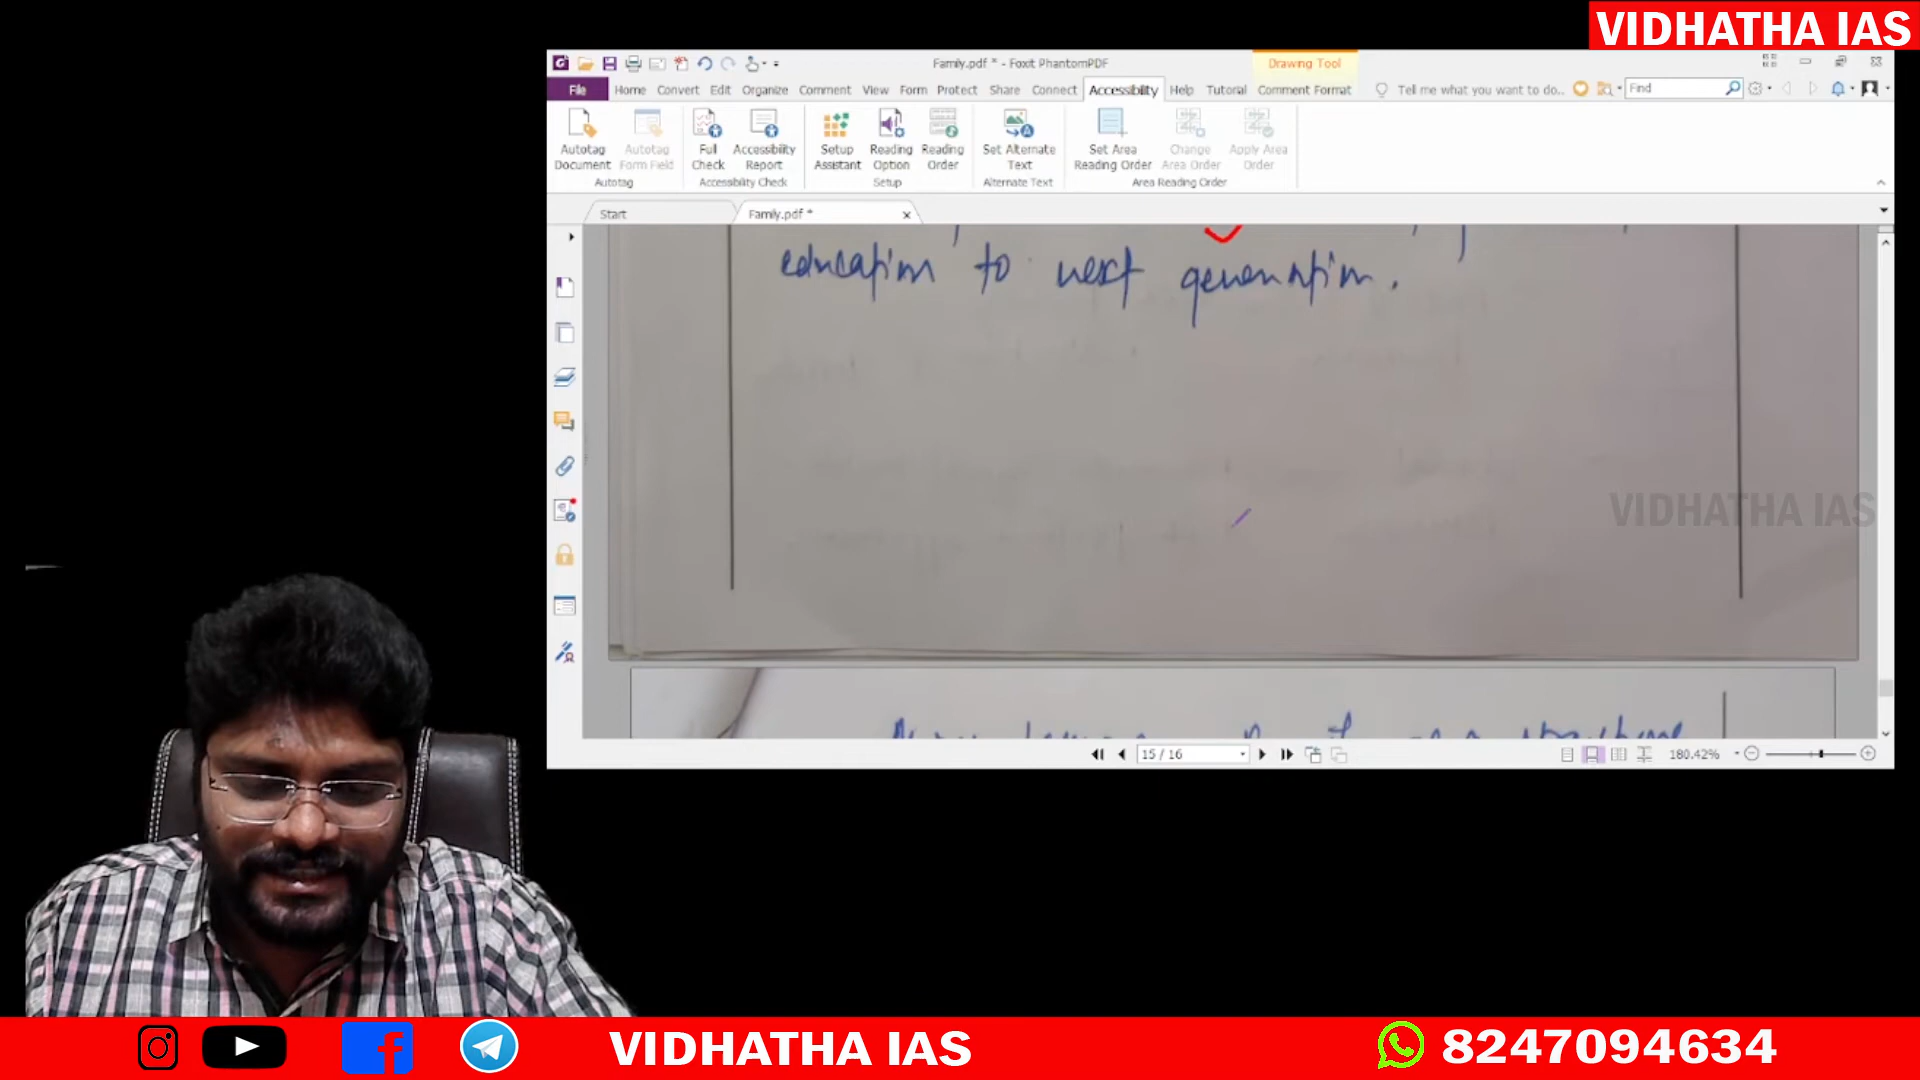 VIDHATHA IAS
Family.pdf * - Foxit PhantomPDF
Drawing Tool
File
Home
Convert
Edit
Organize
Comment
View
Form
Protect
Share
Connect
Accessibility
Help
Tutorial
Comment Format
Tell me what you want to do..
Find
Autotag Document
Autotag Form Field
Full Check
Accessibility Report
Setup Assistant
Reading Option
Reading Order
Set Alternate Text
Set Area Reading Order
Change Area Order
Apply Area Order
Autotag
Accessibility Check
Setup
Alternate Text
Area Reading Order
Start
Family.pdf *
education to next generation.
VIDHATHA IAS
structure
15 / 16
180.42%
VIDHATHA IAS
8247094634